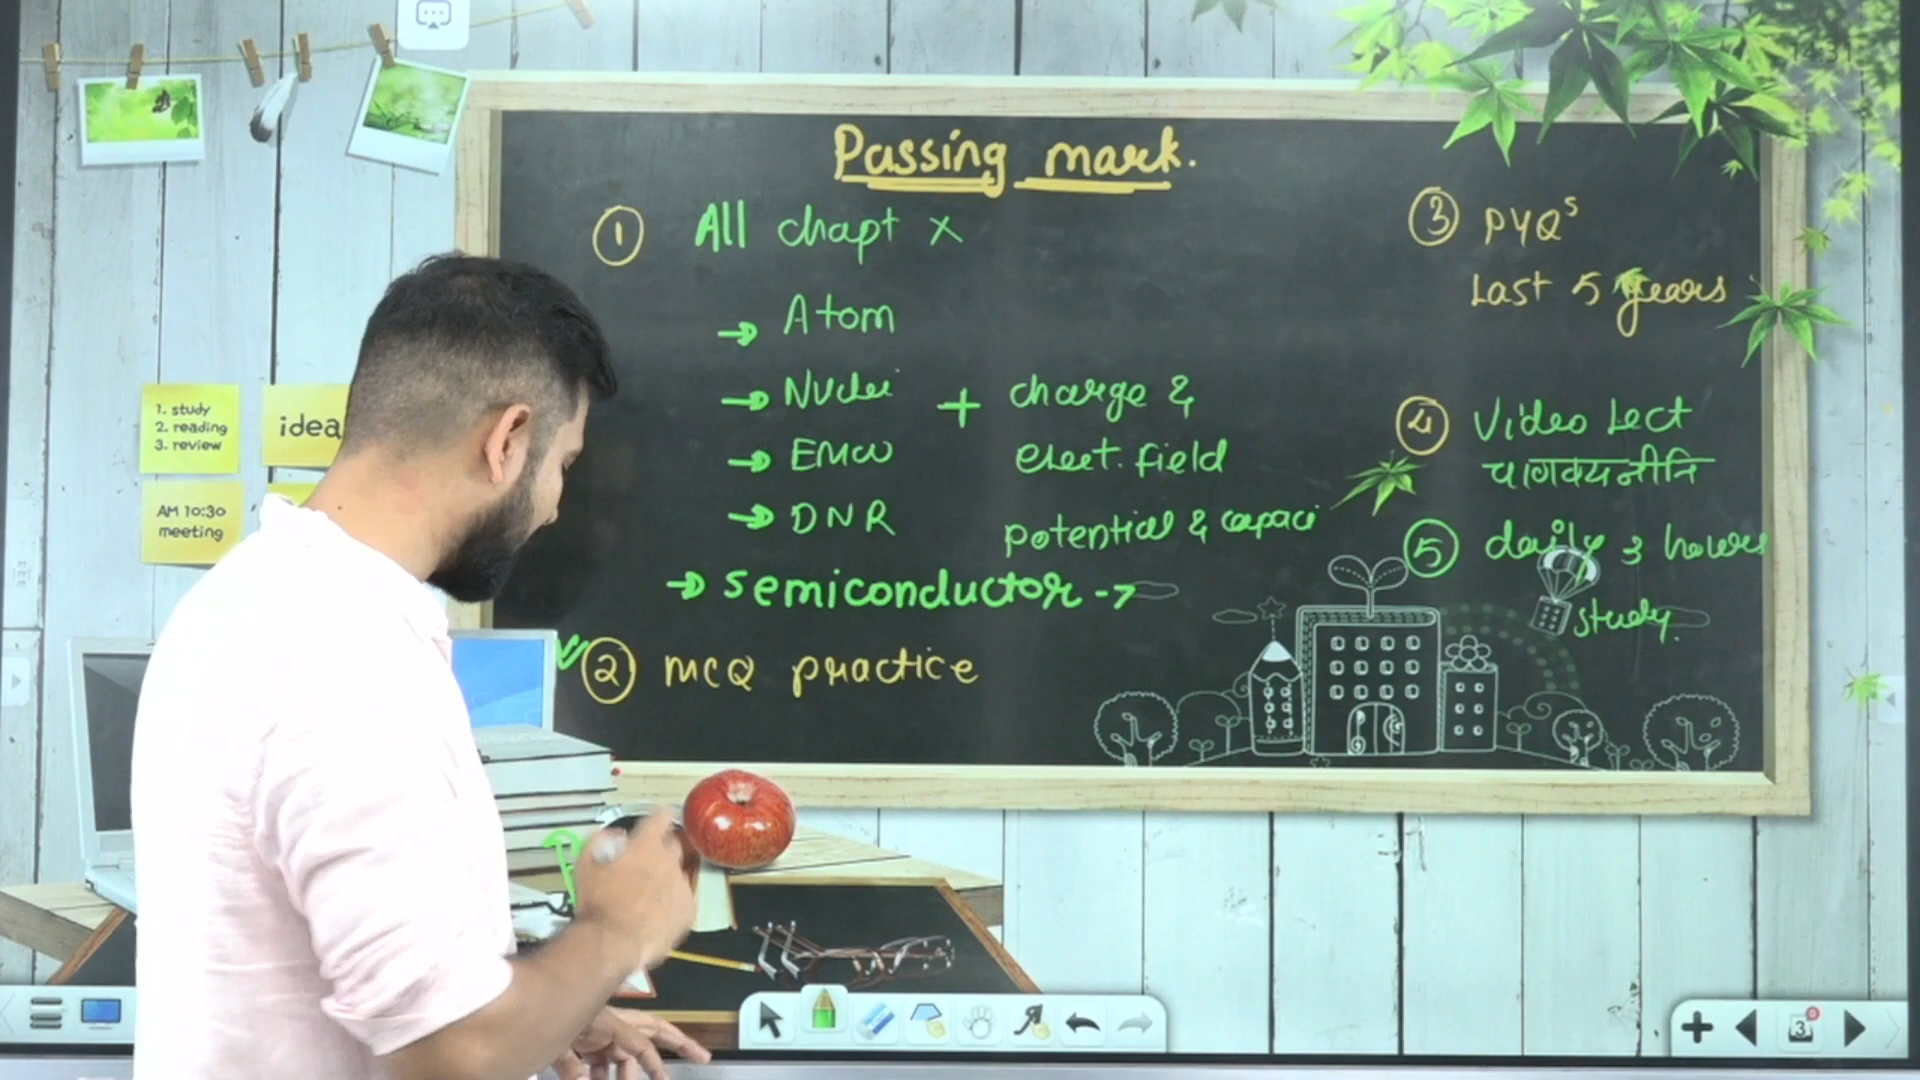 Passing mark.
① All chapt x
→ Atom
→ Nuclei + charge &
→ EMW elect. field
→ DNR potential & capaci
→ semiconductor →
② MCQ practice
③ PYQs
Last 5 years
④ Video Lect
चाणक्य नीति
⑤ daily 3 hours
study.
1. study
2. reading
3. review
idea
AM 10:30
meeting
3